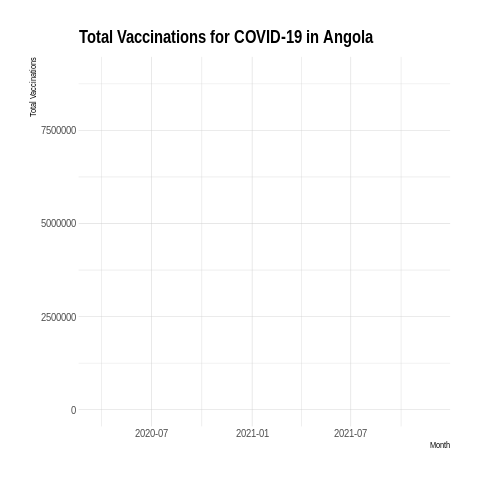 Total Vaccinations for COVID-19 in Angola
Total Vaccinations
7500000
5000000
2500000
0
2020-07 2021-01 2021-07
Month